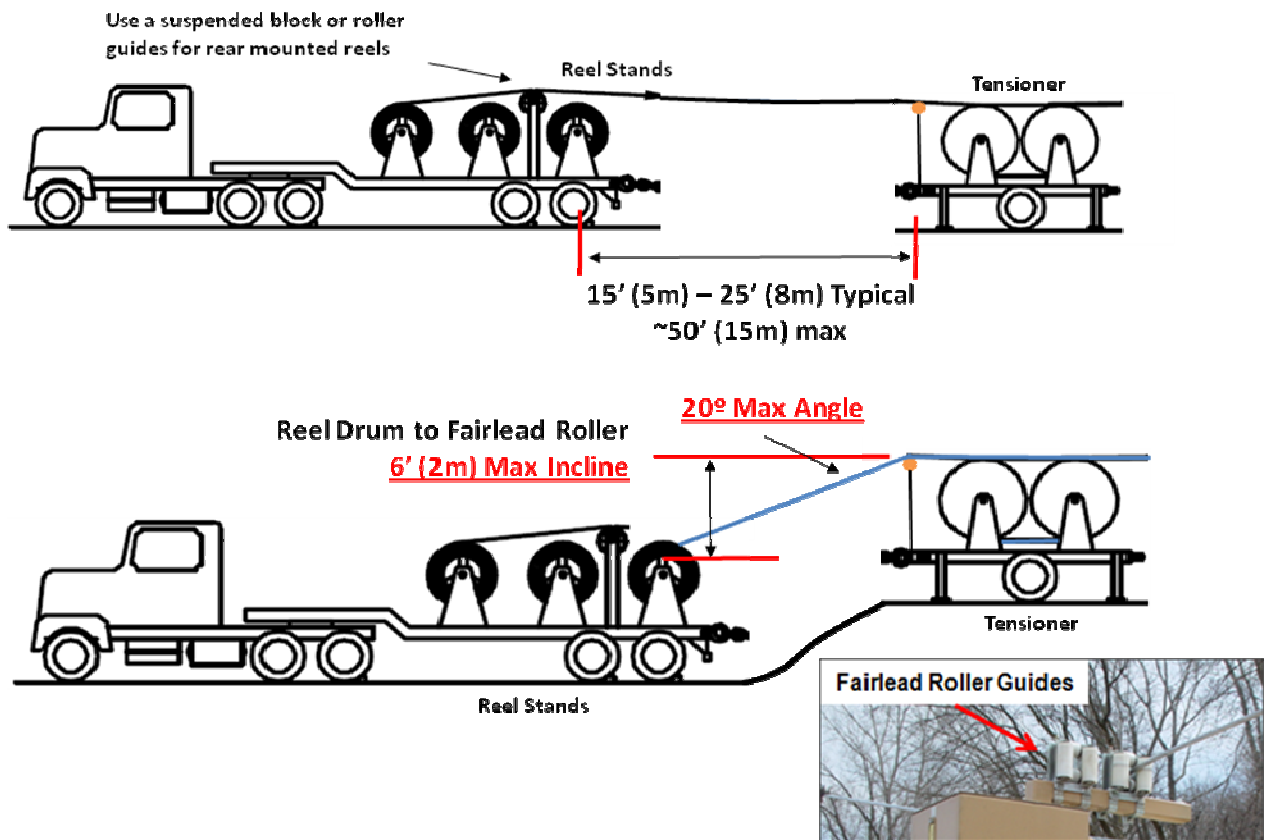 Use a suspended block or roller
guides for rear mounted reels
Reel Stands
Tensioner
15’ (5m) – 25’ (8m) Typical
~50’ (15m) max
20º Max Angle
Reel Drum to Fairlead Roller
6’ (2m) Max Incline
Tensioner
Reel Stands
Fairlead Roller Guides